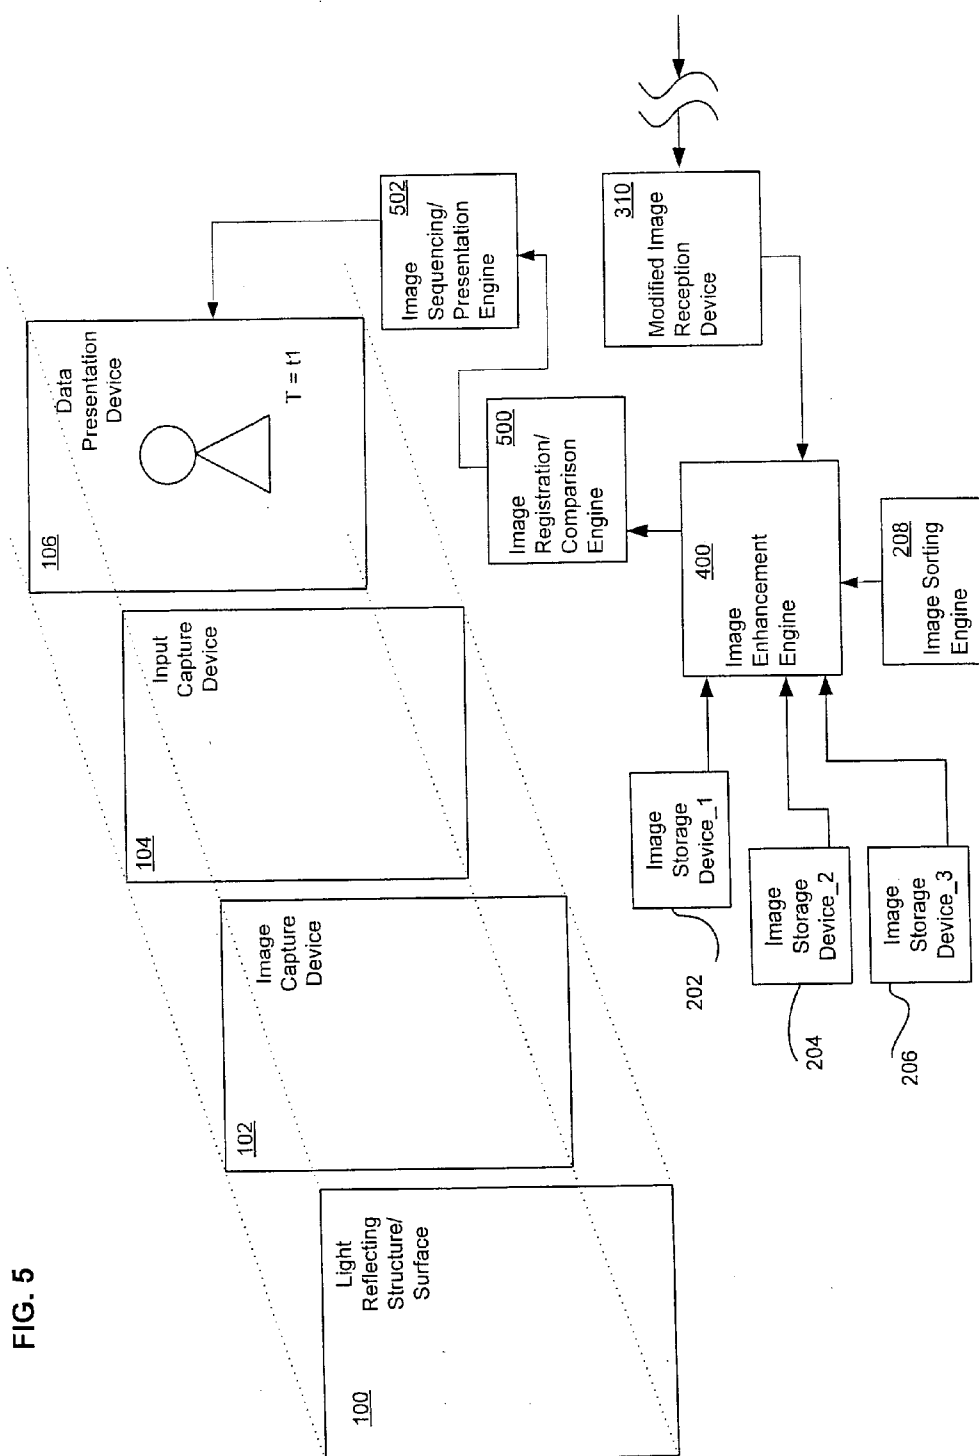 FIG. 5
100
Light
Reflecting
Structure/
Surface
102
Image
Capture
Device
104
Input
Capture
Device
106
Data
Presentation
Device
T = t1
502
Image
Sequencing/
Presentation
Engine
500
Image
Registration/
Comparison
Engine
310
Modified Image
Reception
Device
400
Image
Enhancement
Engine
208
Image Sorting
Engine
Image
Storage
Device_1
202
Image
Storage
Device_2
204
Image
Storage
Device_3
206